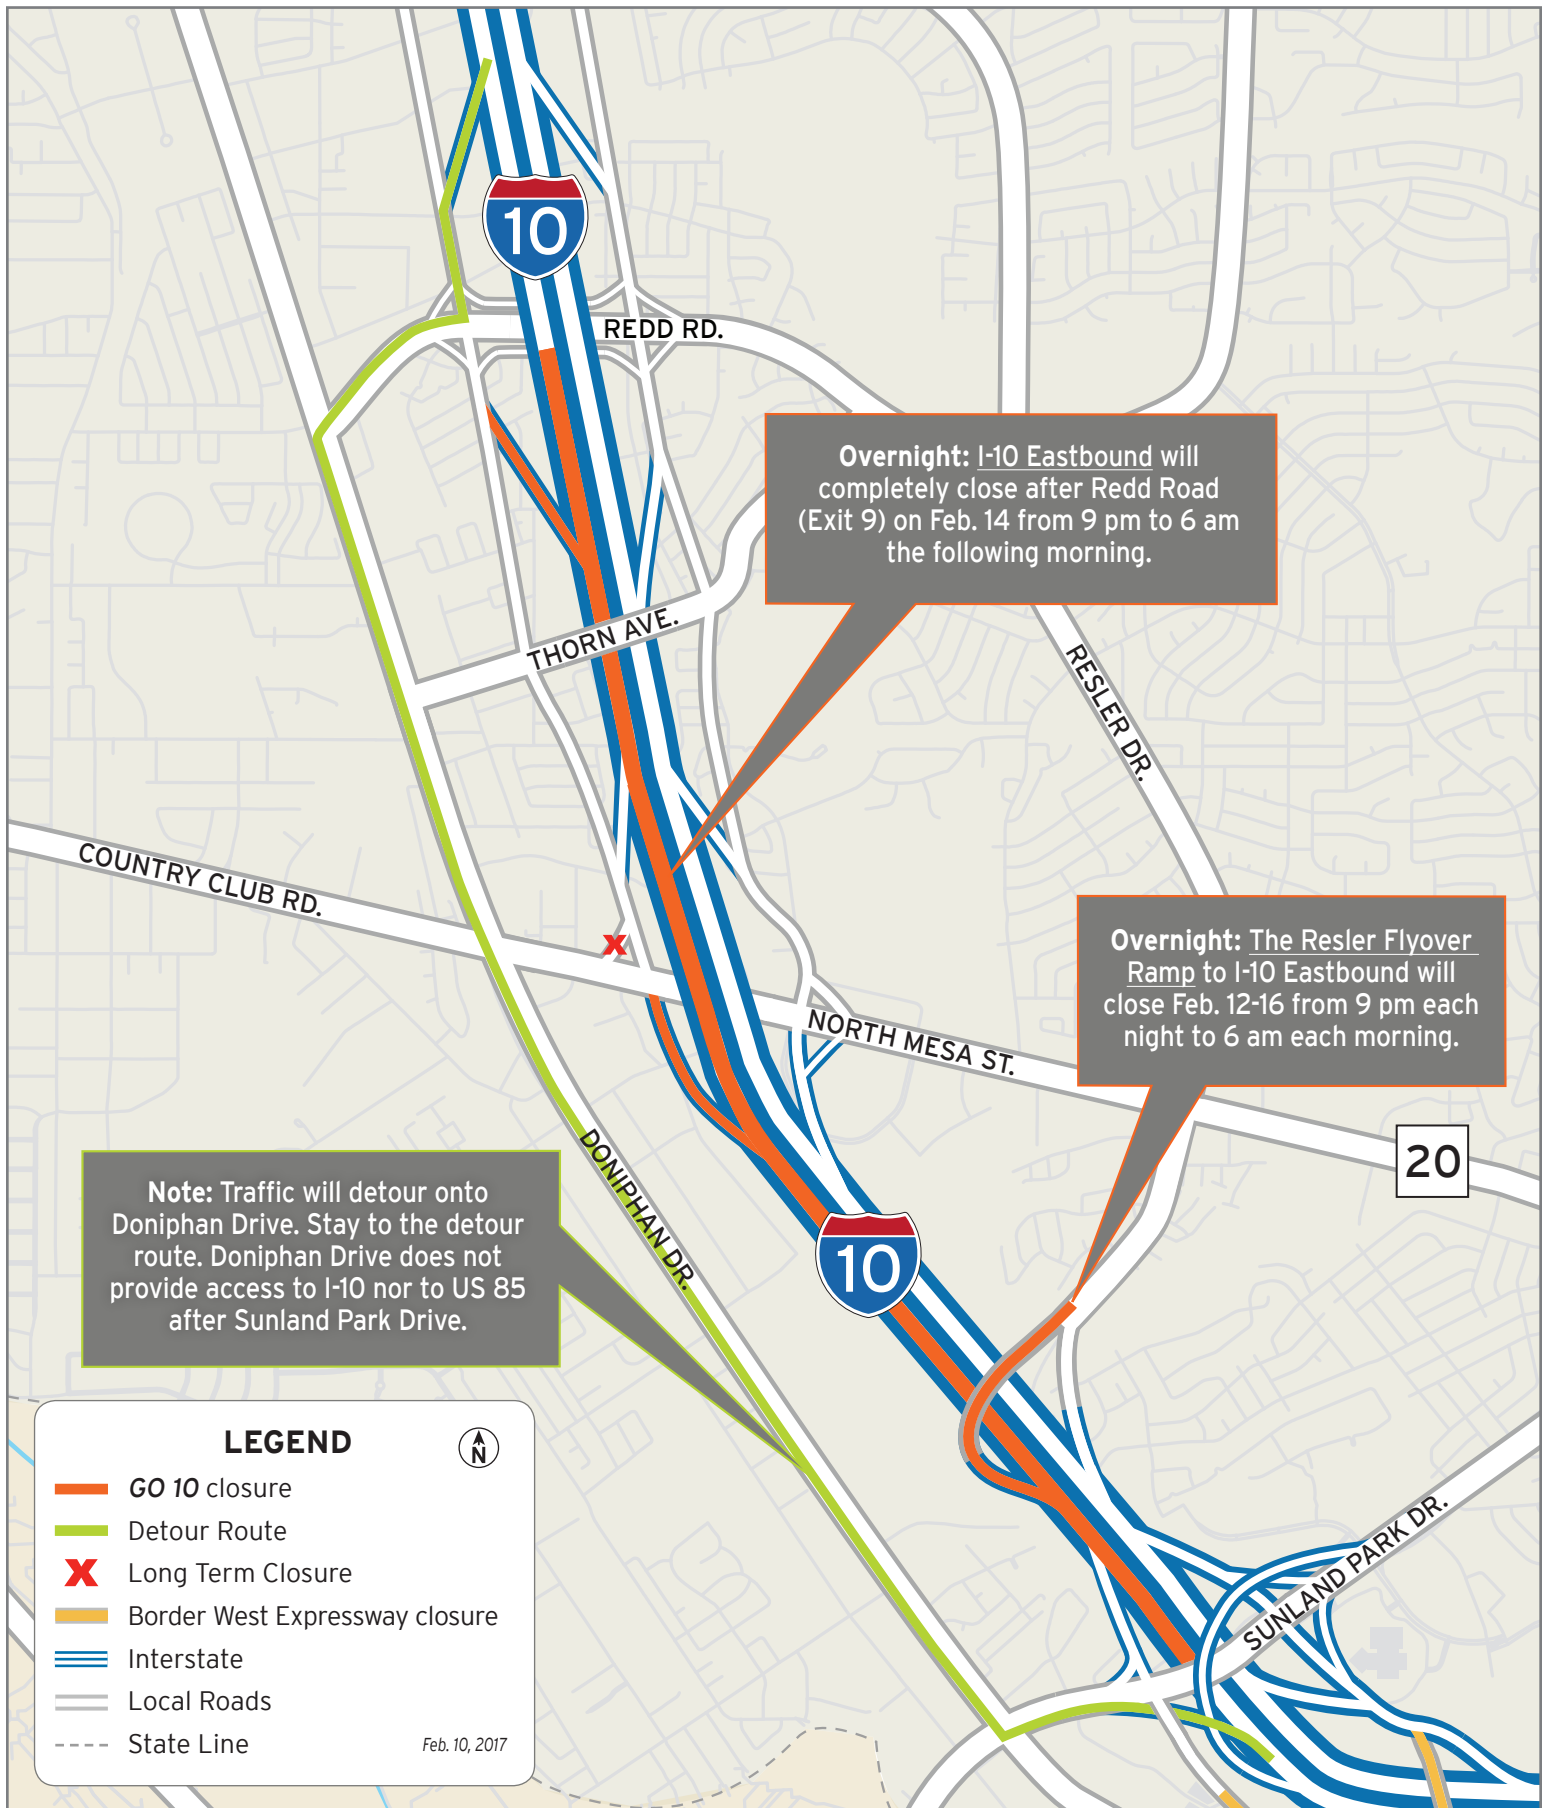 10
REDD RD.
Overnight: I-10 Eastbound will
completely close after Redd Road
(Exit 9) on Feb. 14 from 9 pm to 6 am
the following morning.
THORN AVE.
RESLER DR.
COUNTRY CLUB RD.
X
Overnight: The Resler Flyover
Ramp to I-10 Eastbound will
close Feb. 12-16 from 9 pm each
night to 6 am each morning.
NORTH MESA ST.
20
DONIPHAN DR.
Note: Traffic will detour onto
Doniphan Drive. Stay to the detour
route. Doniphan Drive does not
provide access to I-10 nor to US 85
after Sunland Park Drive.
10
SUNLAND PARK DR.
LEGEND
N
GO 10 closure
Detour Route
X Long Term Closure
Border West Expressway closure
Interstate
Local Roads
State Line
Feb. 10, 2017